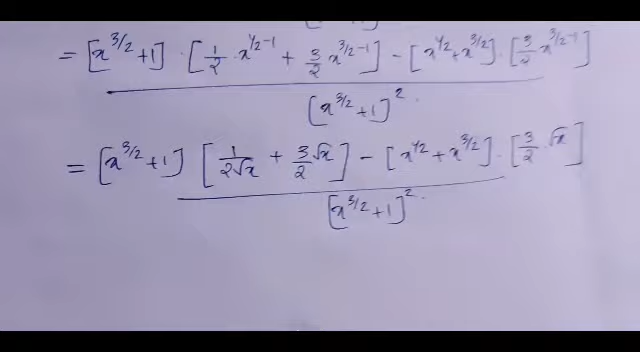 = [x^{3/2} + 1] · [1/2 · x^{1/2-1} + 3/2 x^{3/2-1}] - [x^{1/2} + x^{3/2}] · [3/2 · x^{3/2-1}]
[x^{3/2} + 1]^2
= [x^{3/2} + 1] [1/2√x + 3/2 √x] - [x^{1/2} + x^{3/2}] · [3/2 · √x]
[x^{3/2} + 1]^2